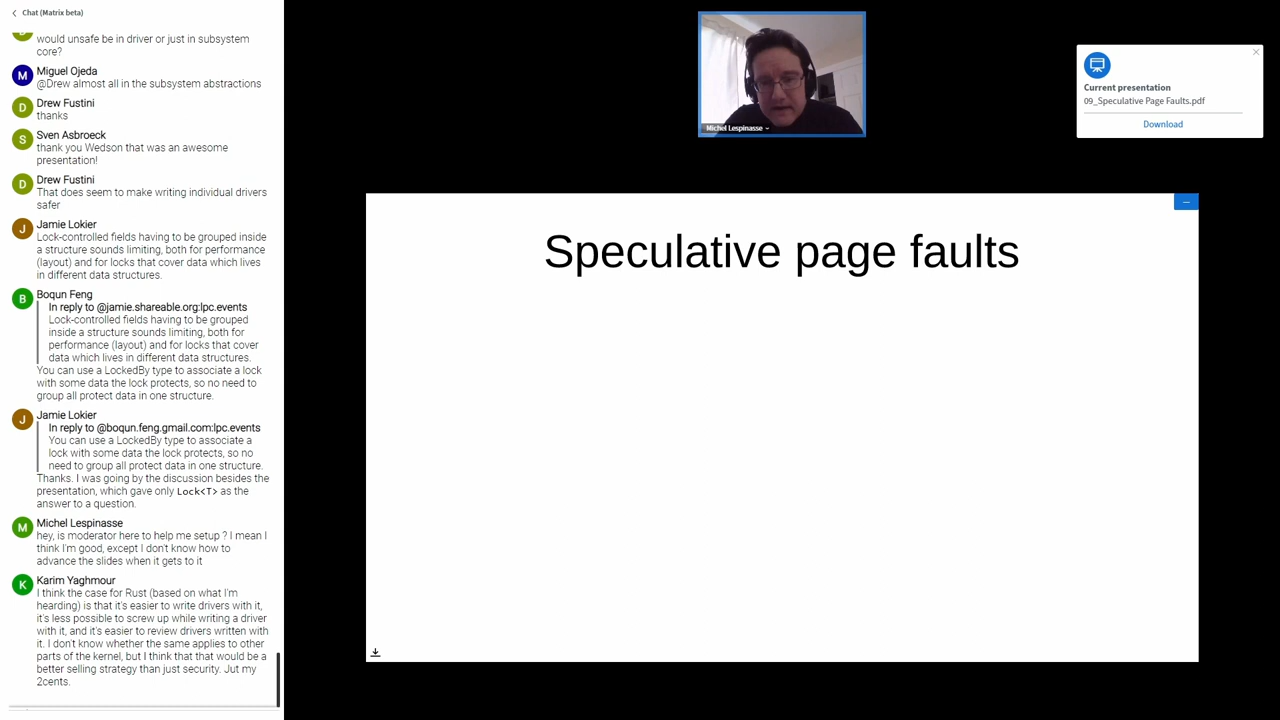 Chat (Matrix beta)
would unsafe be in driver or just in subsystem
core?
Miguel Ojeda
@Drew almost all in the subsystem abstractions
Drew Fustini
thanks
Sven Asbroeck
thank you Wedson that was an awesome
presentation!
Drew Fustini
That does seem to make writing individual drivers
safer
Jamie Lokier
Lock-controlled fields having to be grouped inside
a structure sounds limiting, both for performance
(layout) and for locks that cover data which lives
in different data structures.
Boqun Feng
In reply to @jamie.shareable.org:lpc.events
Lock-controlled fields having to be grouped
inside a structure sounds limiting, both for
performance (layout) and for locks that cover
data which lives in different data structures.
You can use a LockedBy type to associate a lock
with some data the lock protects, so no need to
group all protect data in one structure.
Jamie Lokier
In reply to @boqun.feng.gmail.com:lpc.events
You can use a LockedBy type to associate a
lock with some data the lock protects, so no
need to group all protect data in one structure.
Thanks. I was going by the discussion besides the
presentation, which gave only Lock<T> as the
answer to a question.
Michel Lespinasse
hey, is moderator here to help me setup ? I mean I
think I'm good, except I don't know how to
advance the slides when it gets to it
Karim Yaghmour
I think the case for Rust (based on what I'm
hearding) is that it's easier to write drivers with it,
it's less possible to screw up while writing a driver
with it, and it's easier to review drivers written with
it. I don't know whether the same applies to other
parts of the kernel, but I think that that would be a
better selling strategy than just security. Jut my
2cents.
D
M
D
S
D
J
B
J
M
K
Michel Lespinasse
Current presentation
09_Speculative Page Faults.pdf
Download
Speculative page faults